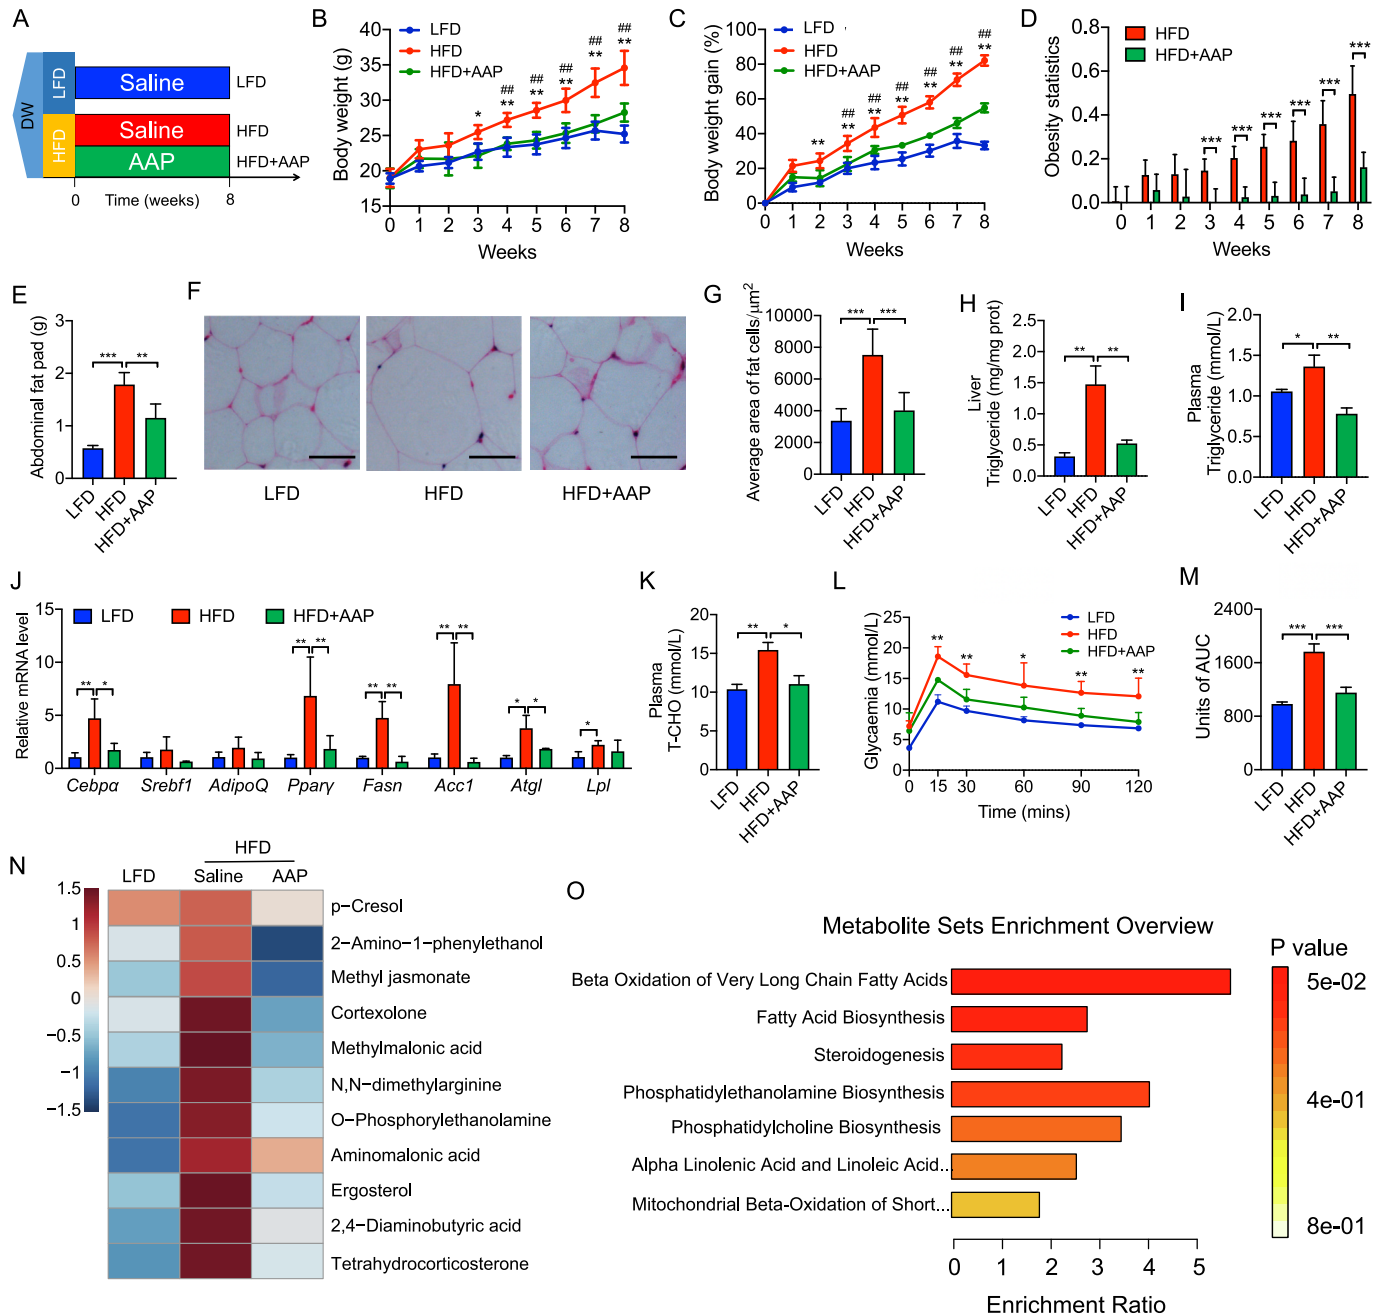 A
DW
LFD
HFD
Saline
Saline
AAP
LFD
HFD
HFD+AAP
0
Time (weeks)
8
B
LFD
HFD
HFD+AAP
Body weight (g)
40
35
30
25
20
15
* ## ** ## ** ## ** ## ** ## **
0 1 2 3 4 5 6 7 8
Weeks
C
LFD
HFD
HFD+AAP
Body weight gain (%)
100
80
60
40
20
0
** ## ** ## ** ## ** ## ** ## ** ## **
0 1 2 3 4 5 6 7 8
Weeks
D
HFD
HFD+AAP
Obesity statistics
0.8
0.6
0.4
0.2
0.0
*** *** *** *** *** ***
0 1 2 3 4 5 6 7 8
Weeks
E
Abdominal fat pad (g)
3
2
1
0
*** **
LFD
HFD
HFD+AAP
F
LFD
HFD
HFD+AAP
G
Average area of fat cells/μm²
10000
8000
6000
4000
2000
0
*** ***
LFD
HFD
HFD+AAP
H
Liver
Triglyceride (mg/mg prot)
2.0
1.5
1.0
0.5
0.0
** **
LFD
HFD
HFD+AAP
I
Plasma
Triglyceride (mmol/L)
2.0
1.5
1.0
0.5
0.0
* **
LFD
HFD
HFD+AAP
J
LFD
HFD
HFD+AAP
Relative mRNA level
15
10
5
0
** * ** ** ** ** ** ** * * *
Cebpα Srebf1 AdipoQ Pparγ Fasn Acc1 Atgl Lpl
K
Plasma
T-CHO (mmol/L)
20
15
10
5
0
** *
LFD
HFD
HFD+AAP
L
LFD
HFD
HFD+AAP
Glycaemia (mmol/L)
25
20
15
10
5
0
** ** * ** **
0 15 30 60 90 120
Time (mins)
M
Units of AUC
2400
1600
800
0
*** ***
LFD
HFD
HFD+AAP
N
HFD
LFD Saline AAP
1.5
1
0.5
0
−0.5
−1
−1.5
p−Cresol
2−Amino−1−phenylethanol
Methyl jasmonate
Cortexolone
Methylmalonic acid
N,N−dimethylarginine
O−Phosphorylethanolamine
Aminomalonic acid
Ergosterol
2,4−Diaminobutyric acid
Tetrahydrocorticosterone
O
Metabolite Sets Enrichment Overview
Beta Oxidation of Very Long Chain Fatty Acids
Fatty Acid Biosynthesis
Steroidogenesis
Phosphatidylethanolamine Biosynthesis
Phosphatidylcholine Biosynthesis
Alpha Linolenic Acid and Linoleic Acid...
Mitochondrial Beta-Oxidation of Short...
0 1 2 3 4 5
Enrichment Ratio
P value
5e-02
4e-01
8e-01